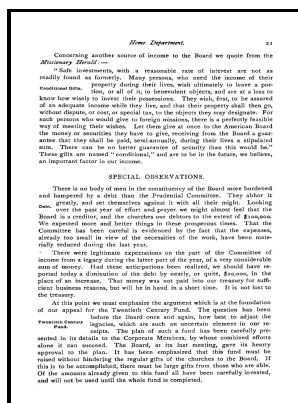 Home Department. 21
Concerning another source of income to the Board we quote from the
Missionary Herald:—
"Safe investments, with a reasonable rate of interest are not as
readily found as formerly. Many persons, who need the income of their
Conditional Gifts. property during their lives, wish ultimately to leave a por-
tion, or all of it, to benevolent objects, and are at a loss to
know how wisely to invest their possessions. They wish, first, to be assured
of an adequate income while they live, and that their property shall then go,
without dispute, or cost, or special tax, to the objects they may designate. For
such persons who would give to foreign missions, there is a perfectly feasible
way of meeting their wishes. Let them give at once to the American Board
the money or securities they have to give, receiving from the Board a guar-
antee that they shall be paid, semi-annually, during their lives a stipulated
sum. There can be no better guarantee of security than this would be."
These gifts are named "conditional," and are to be in the future, we believe,
an important factor in our income.
SPECIAL OBSERVATIONS.
There is no body of men in the constituency of the Board more burdened
and hampered by a debt than the Prudential Committee. They abhor it
Debt. greatly, and set themselves against it with all their might. Looking
over the past year of effort and prayer we might almost feel that the
Board is a creditor, and the churches our debtors to the extent of $100,000.
We expected more and better things in these prosperous times. That the
Committee has been careful is evidenced by the fact that the expenses,
already too small in view of the necessities of the work, have been mate-
rially reduced during the last year.
There were legitimate expectations on the part of the Committee of
income from a legacy during the latter part of the year, of a very considerable
sum of money. Had these anticipations been realized, we should have re-
ported today a diminution of the debt by nearly, or quite, $20,000, in the
place of an increase. That money was not paid into our treasury for suffi-
cient business reasons, but will be in hand in a short time. It is not lost to
the treasury.
At this point we must emphasize the argument which is at the foundation
of our appeal for the Twentieth Century Fund. The question has been
Twentieth Century before the Board once and again, how best to adjust the
Fund. legacies, which are such an uncertain element in our re-
ceipts. The plan of such a fund has been carefully pre-
sented in its details to the Corporate Members, by whose combined efforts
alone it can succeed. The Board, at its last meeting, gave its hearty
approval to the plan. It has been emphasized that this fund must be
raised without hindering the regular gifts of the churches to the Board. If
this is to be accomplished, there must be large gifts from those who are able.
Of the amounts already given to this fund all have been carefully invested,
and will not be used until the whole fund is completed.